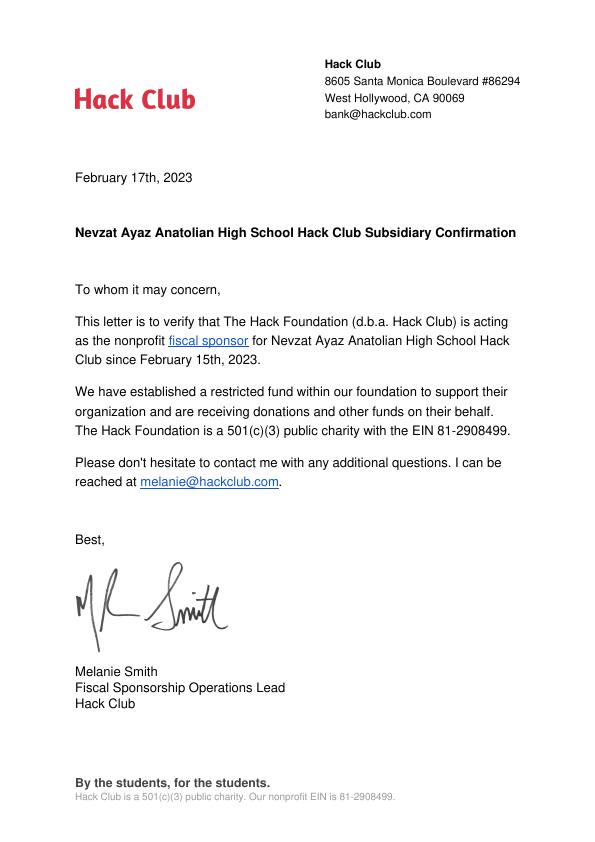 Hack Club
8605 Santa Monica Boulevard #86294
West Hollywood, CA 90069
bank@hackclub.com
Hack Club
February 17th, 2023
Nevzat Ayaz Anatolian High School Hack Club Subsidiary Confirmation
To whom it may concern,
This letter is to verify that The Hack Foundation (d.b.a. Hack Club) is acting
as the nonprofit fiscal sponsor for Nevzat Ayaz Anatolian High School Hack
Club since February 15th, 2023.
We have established a restricted fund within our foundation to support their
organization and are receiving donations and other funds on their behalf.
The Hack Foundation is a 501(c)(3) public charity with the EIN 81-2908499.
Please don't hesitate to contact me with any additional questions. I can be
reached at melanie@hackclub.com.
Best,
Smith
Melanie Smith
Fiscal Sponsorship Operations Lead
Hack Club
By the students, for the students.
Hack Club is a 501(c)(3) public charity. Our nonprofit EIN is 81-2908499.